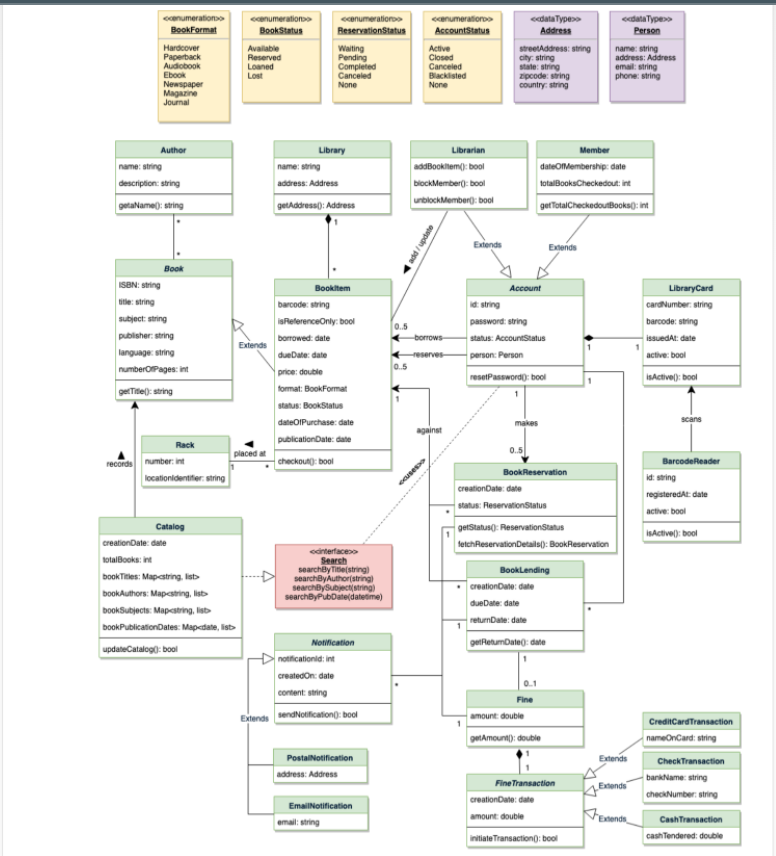 <<enumeration>>
BookFormat
Hardcover
Paperback
Audiobook
Ebook
Newspaper
Magazine
Journal
<<enumeration>>
BookStatus
Available
Reserved
Loaned
Lost
<<enumeration>>
ReservationStatus
Waiting
Pending
Completed
Canceled
None
<<enumeration>>
AccountStatus
Active
Closed
Canceled
Blacklisted
None
<<dataType>>
Address
streetAddress: string
city: string
state: string
zipcode: string
country: string
<<dataType>>
Person
name: string
address: Address
email: string
phone: string
Author
name: string
description: string
getaName(): string
Library
name: string
address: Address
getAddress(): Address
Librarian
addBookItem(): bool
blockMember(): bool
unblockMember(): bool
Member
dateOfMembership: date
totalBooksCheckedout: int
getTotalCheckedoutBooks(): int
*
*
1
*
add / update
Extends
Extends
Book
ISBN: string
title: string
subject: string
publisher: string
language: string
numberOfPages: int
getTitle(): string
Extends
BookItem
barcode: string
isReferenceOnly: bool
borrowed: date
dueDate: date
price: double
format: BookFormat
status: BookStatus
dateOfPurchase: date
publicationDate: date
checkout(): bool
0..5
borrows
reserves
0..5
1
Account
id: string
password: string
status: AccountStatus
person: Person
resetPassword(): bool
1
1
1
1
LibraryCard
cardNumber: string
barcode: string
issuedAt: date
active: bool
isActive(): bool
scans
BarcodeReader
id: string
registeredAt: date
active: bool
isActive(): bool
against
makes
0..5
<<uses>>
records
Rack
number: int
locationIdentifier: string
placed at
1
*
BookReservation
creationDate: date
status: ReservationStatus
getStatus(): ReservationStatus
fetchReservationDetails(): BookReservation
*
1
Catalog
creationDate: date
totalBooks: int
bookTitles: Map<string, list>
bookAuthors: Map<string, list>
bookSubjects: Map<string, list>
bookPublicationDates: Map<date, list>
updateCatalog(): bool
<<interface>>
Search
searchByTitle(string)
searchByAuthor(string)
searchBySubject(string)
searchByPubDate(datetime)
BookLending
creationDate: date
dueDate: date
returnDate: date
getReturnDate(): date
*
1
*
1
0..1
Notification
notificationId: int
createdOn: date
content: string
sendNotification(): bool
*
Extends
PostalNotification
address: Address
EmailNotification
email: string
Fine
amount: double
getAmount(): double
1
1
1
FineTransaction
creationDate: date
amount: double
initiateTransaction(): bool
Extends
Extends
Extends
CreditCardTransaction
nameOnCard: string
CheckTransaction
bankName: string
checkNumber: string
CashTransaction
cashTendered: double